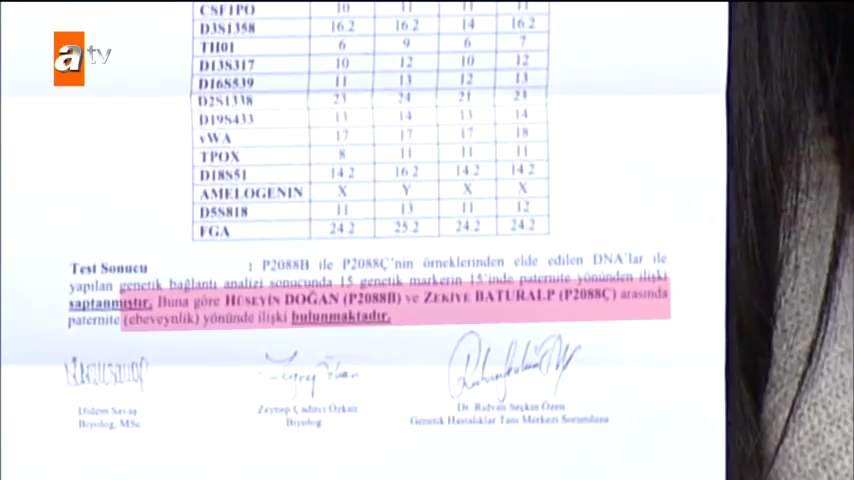 a tv
CSF1PO 10 11 11 11
D3S1358 16.2 16.2 14 16.2
TH01 6 9 6 7
D13S317 10 12 10 12
D16S539 11 13 12 13
D2S1338 23 24 21 23
D19S433 13 14 13 14
vWA 17 17 17 18
TPOX 8 11 11 11
D18S51 14.2 16.2 14.2 14.2
AMELOGENIN X Y X X
D5S818 11 13 11 12
FGA 24.2 25.2 24.2 24.2
Test Sonucu : P2088B ile P2088Ç'nin örneklerinden elde edilen DNA'lar ile
yapılan genetik bağlantı analizi sonucunda 15 genetik markerin 15'inde paternite yönünden ilişki
saptanmıştır. Buna göre HÜSEYİN DOĞAN (P2088B) ve ZEKİYE BATURALP (P2088Ç) arasında
paternite (ebeveynlik) yönünde ilişki bulunmaktadır.
Didem Savaş Zeynep Çadırcı Özkan Dr. Rıdvan Seçkin Özen
Biyolog, MSc Biyolog Genetik Hastalıklar Tanı Merkezi Sorumlusu